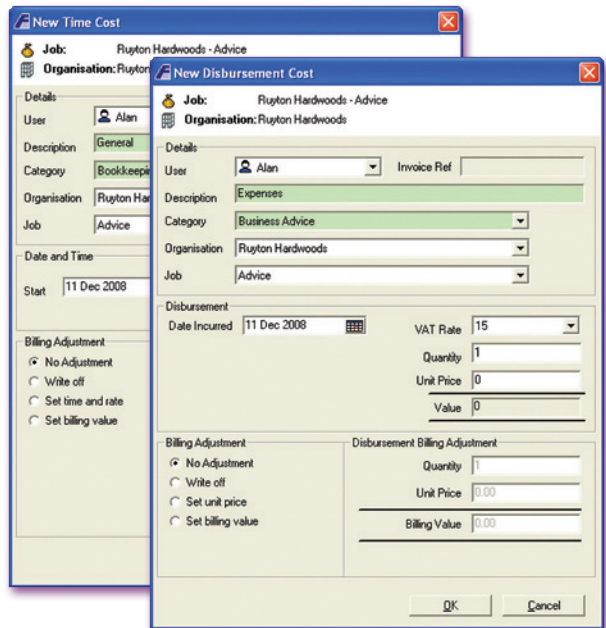 New Time Cost
Job: Ruyton Hardwoods - Advice
Organisation: Ruyton
Details
User Alan
Description General
Category
Organisation Ruyton
Job Advice
Date and Time
Start 11 Dec 2008
Billing Adjustment
No Adjustment
Write off
Set time and rate
Set billing value
New Disbursement Cost
Job: Ruyton Hardwoods - Advice
Organisation: Ruyton Hardwoods
Details
User Alan Invoice Ref
Description Expenses
Category Business Advice
Organisation Ruyton Hardwoods
Job Advice
Disbursement
Date Incurred 11 Dec 2008 VAT Rate 15
Quantity 1
Unit Price 0
Value 0
Billing Adjustment
No Adjustment
Write off
Set unit price
Set billing value
Disbursement Billing Adjustment
Quantity 1
Unit Price 0.00
Billing Value 0.00
OK Cancel